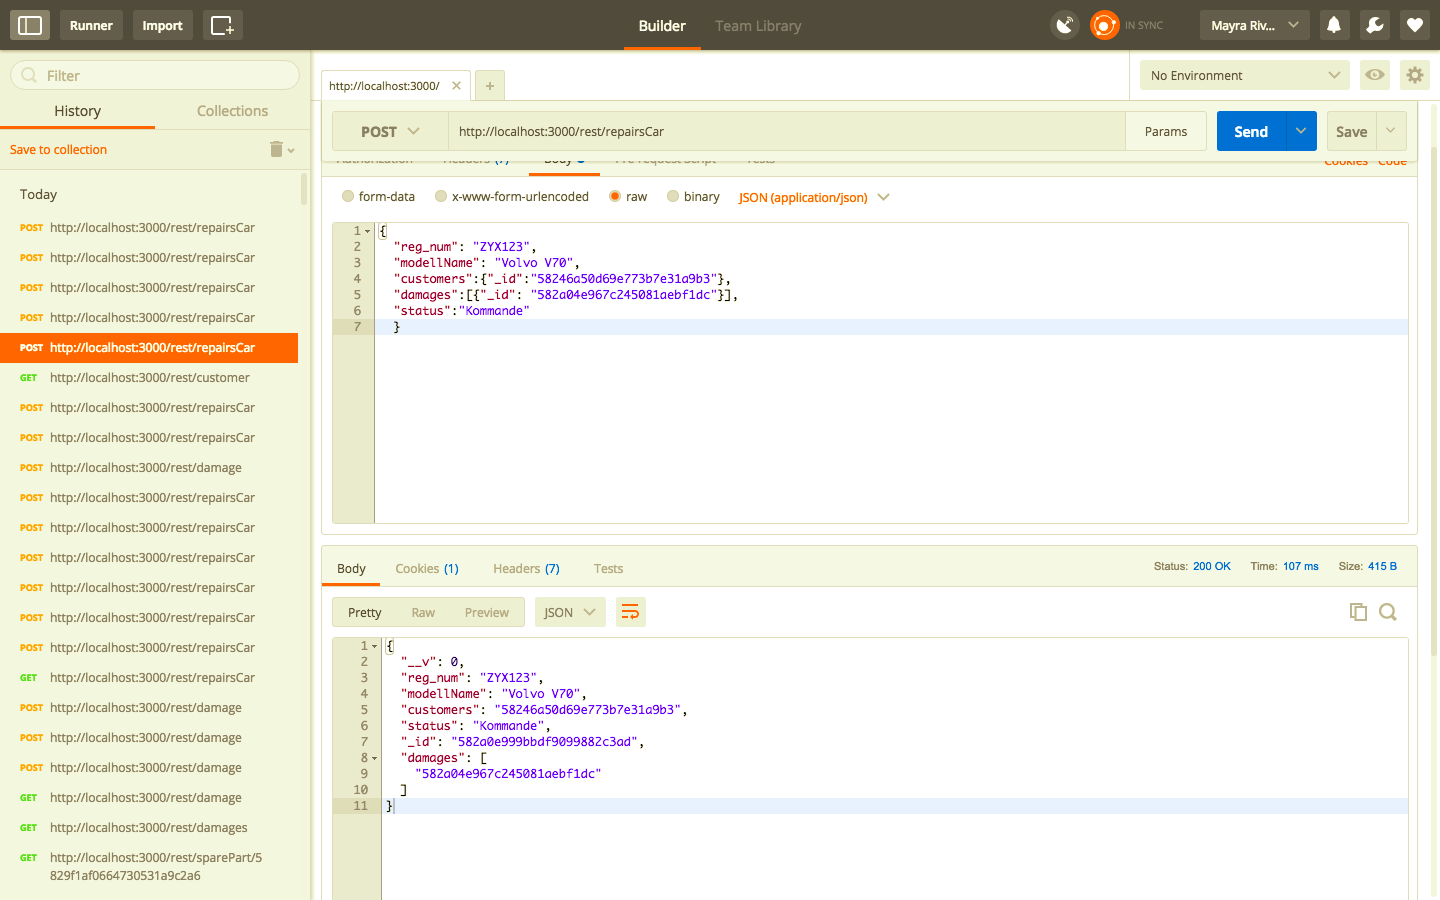 Runner
Import
Builder
Team Library
IN SYNC
Mayra Riv...
Filter
History
Collections
Save to collection
Today
POST http://localhost:3000/rest/repairsCar
POST http://localhost:3000/rest/repairsCar
POST http://localhost:3000/rest/repairsCar
POST http://localhost:3000/rest/repairsCar
POST http://localhost:3000/rest/repairsCar
GET http://localhost:3000/rest/customer
POST http://localhost:3000/rest/repairsCar
POST http://localhost:3000/rest/repairsCar
POST http://localhost:3000/rest/damage
POST http://localhost:3000/rest/repairsCar
POST http://localhost:3000/rest/repairsCar
POST http://localhost:3000/rest/repairsCar
POST http://localhost:3000/rest/repairsCar
POST http://localhost:3000/rest/repairsCar
POST http://localhost:3000/rest/repairsCar
GET http://localhost:3000/rest/repairsCar
POST http://localhost:3000/rest/damage
POST http://localhost:3000/rest/damage
POST http://localhost:3000/rest/damage
GET http://localhost:3000/rest/damage
GET http://localhost:3000/rest/damages
GET http://localhost:3000/rest/sparePart/5
829f1af0664730531a9c2a6
http://localhost:3000/
No Environment
POST
http://localhost:3000/rest/repairsCar
Params
Send
Save
Authorization Headers (7) Body Pre-request Script Tests
Cookies Code
form-data x-www-form-urlencoded raw binary JSON (application/json)
1 {
2 "reg_num": "ZYX123",
3 "modellName": "Volvo V70",
4 "customers":{"_id":"58246a50d69e773b7e31a9b3"},
5 "damages":[{"_id": "582a04e967c245081aebf1dc"}],
6 "status":"Kommande"
7 }
Body Cookies (1) Headers (7) Tests
Status: 200 OK Time: 107 ms Size: 415 B
Pretty Raw Preview JSON
1 {
2 "__v": 0,
3 "reg_num": "ZYX123",
4 "modellName": "Volvo V70",
5 "customers": "58246a50d69e773b7e31a9b3",
6 "status": "Kommande",
7 "_id": "582a0e999bbdf9099882c3ad",
8 "damages": [
9 "582a04e967c245081aebf1dc"
10 ]
11 }